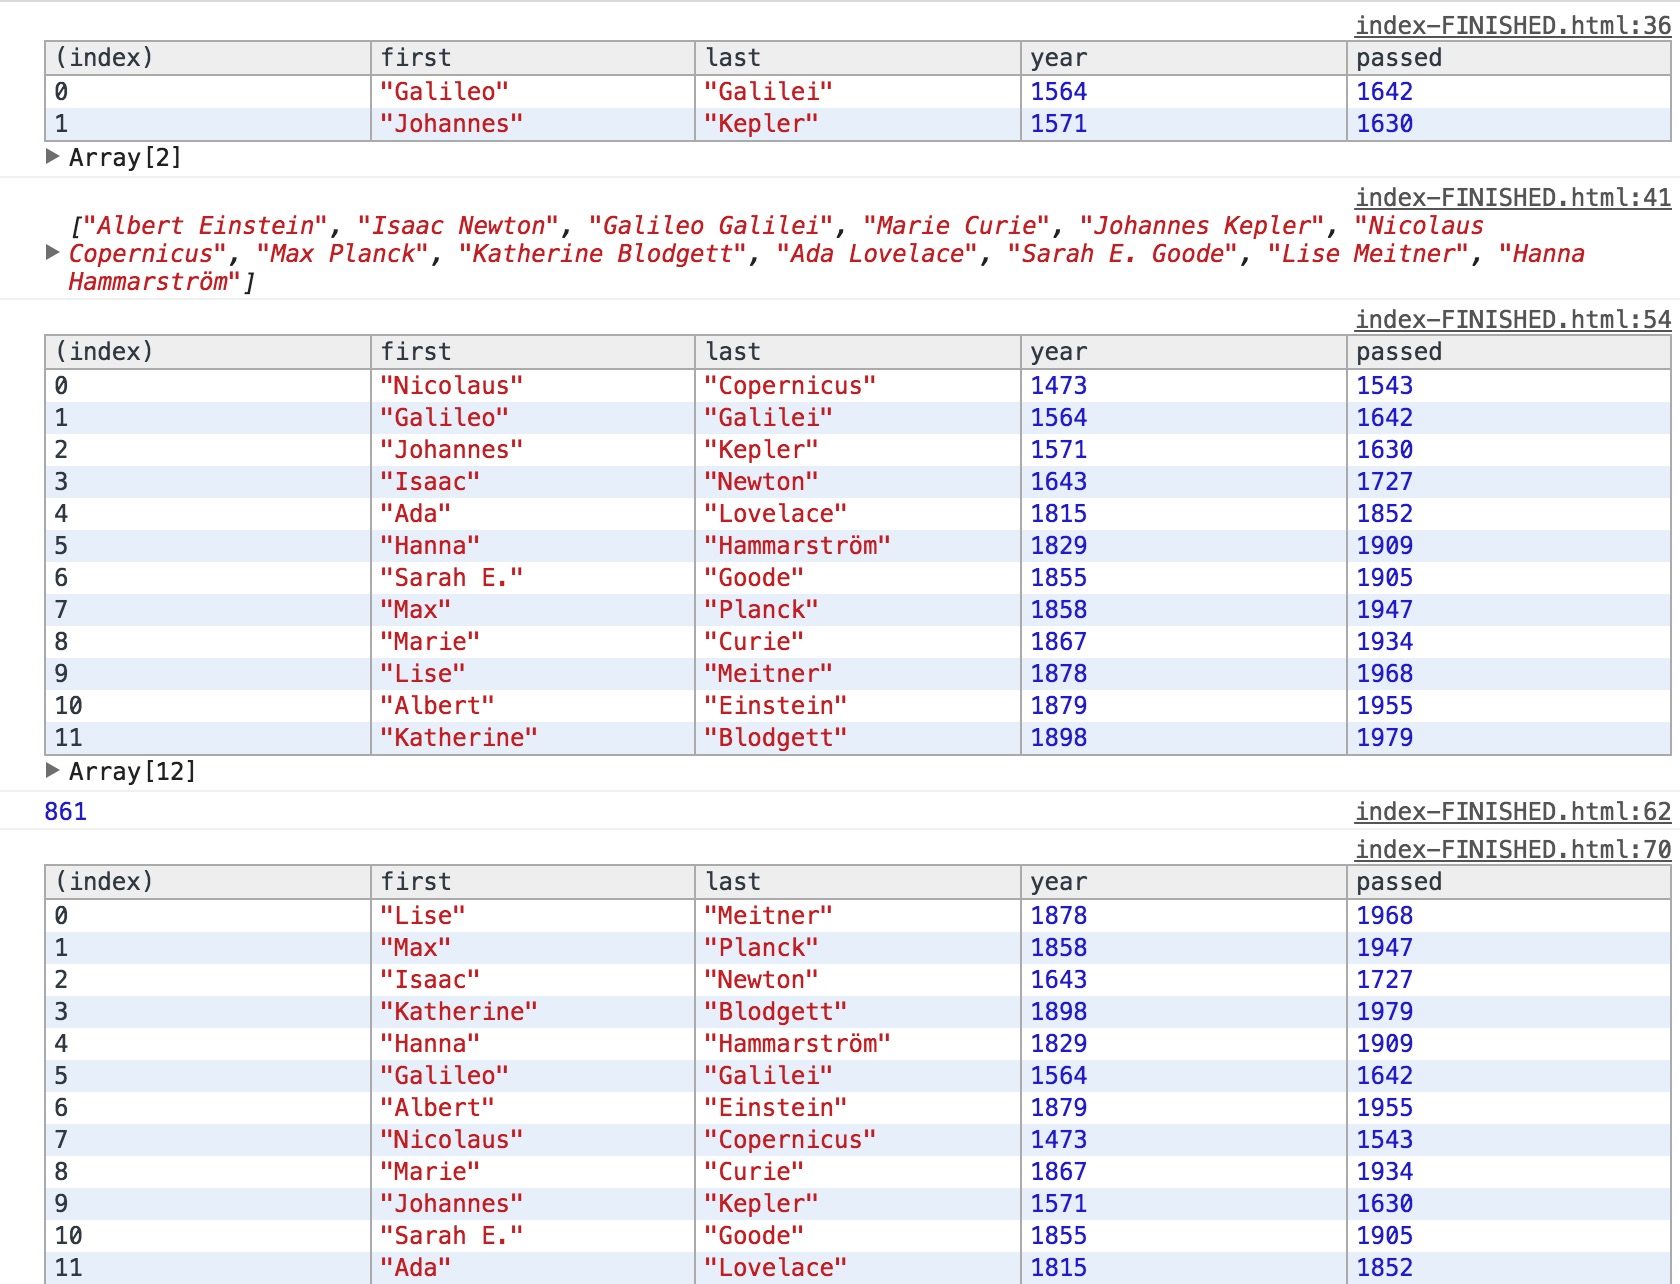 index-FINISHED.html:36
(index) first last year passed
0 "Galileo" "Galilei" 1564 1642
1 "Johannes" "Kepler" 1571 1630
▶ Array[2]
index-FINISHED.html:41
["Albert Einstein", "Isaac Newton", "Galileo Galilei", "Marie Curie", "Johannes Kepler", "Nicolaus
▶ Copernicus", "Max Planck", "Katherine Blodgett", "Ada Lovelace", "Sarah E. Goode", "Lise Meitner", "Hanna
Hammarström"]
index-FINISHED.html:54
(index) first last year passed
0 "Nicolaus" "Copernicus" 1473 1543
1 "Galileo" "Galilei" 1564 1642
2 "Johannes" "Kepler" 1571 1630
3 "Isaac" "Newton" 1643 1727
4 "Ada" "Lovelace" 1815 1852
5 "Hanna" "Hammarström" 1829 1909
6 "Sarah E." "Goode" 1855 1905
7 "Max" "Planck" 1858 1947
8 "Marie" "Curie" 1867 1934
9 "Lise" "Meitner" 1878 1968
10 "Albert" "Einstein" 1879 1955
11 "Katherine" "Blodgett" 1898 1979
▶ Array[12]
861 index-FINISHED.html:62
index-FINISHED.html:70
(index) first last year passed
0 "Lise" "Meitner" 1878 1968
1 "Max" "Planck" 1858 1947
2 "Isaac" "Newton" 1643 1727
3 "Katherine" "Blodgett" 1898 1979
4 "Hanna" "Hammarström" 1829 1909
5 "Galileo" "Galilei" 1564 1642
6 "Albert" "Einstein" 1879 1955
7 "Nicolaus" "Copernicus" 1473 1543
8 "Marie" "Curie" 1867 1934
9 "Johannes" "Kepler" 1571 1630
10 "Sarah E." "Goode" 1855 1905
11 "Ada" "Lovelace" 1815 1852